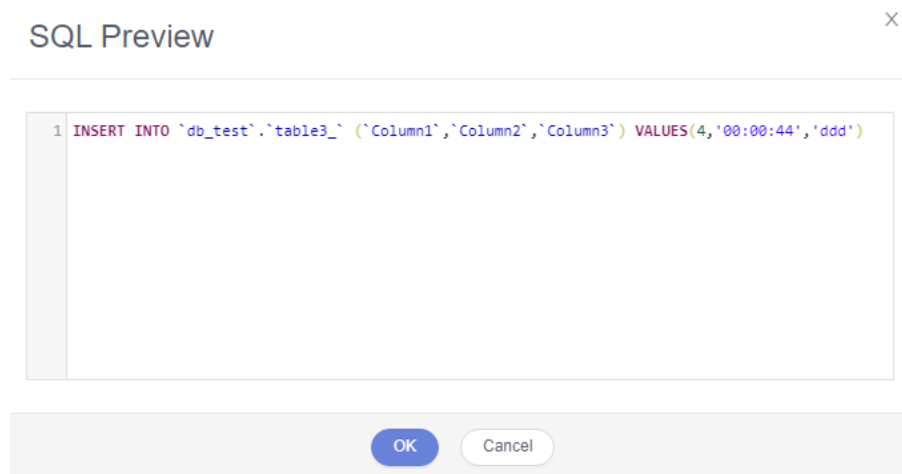 SQL Preview
X
1 INSERT INTO `db_test`.`table3_` (`Column1`,`Column2`,`Column3`) VALUES(4,'00:00:44','ddd')
OK
Cancel